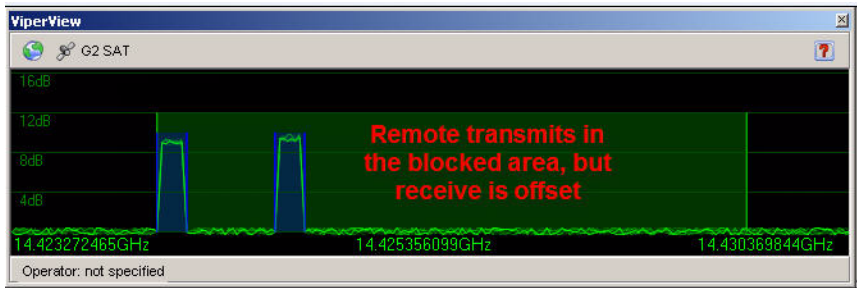 ViperView
G2 SAT
16dB
12dB
8dB
4dB
Remote transmits in
the blocked area, but
receive is offset
14.423272465GHz 14.425356099GHz 14.430369844GHz
Operator: not specified